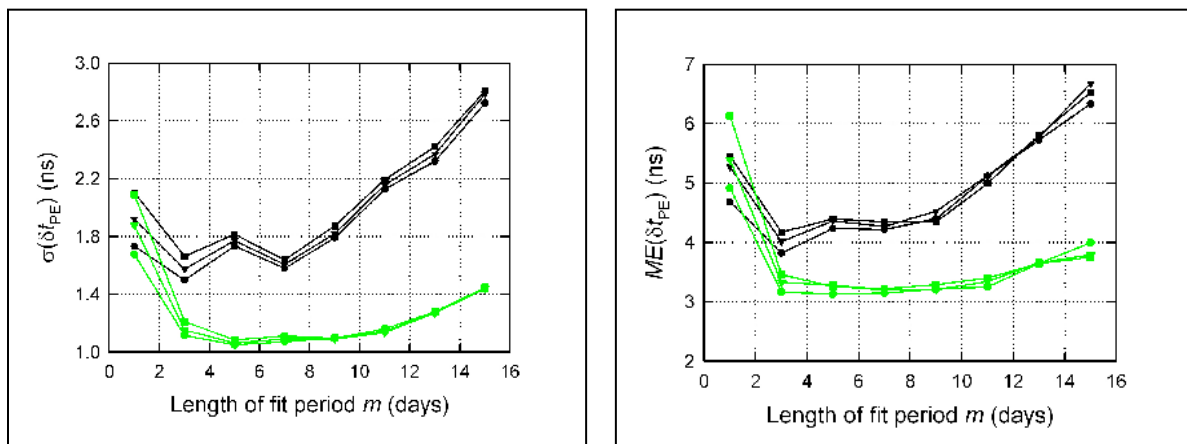 σ(δt_PE) (ns)
3.0
2.6
2.2
1.8
1.4
1.0
0 2 4 6 8 10 12 14 16
Length of fit period m (days)
ME(δt_PE) (ns)
7
6
5
4
3
2
0 2 4 6 8 10 12 14 16
Length of fit period m (days)